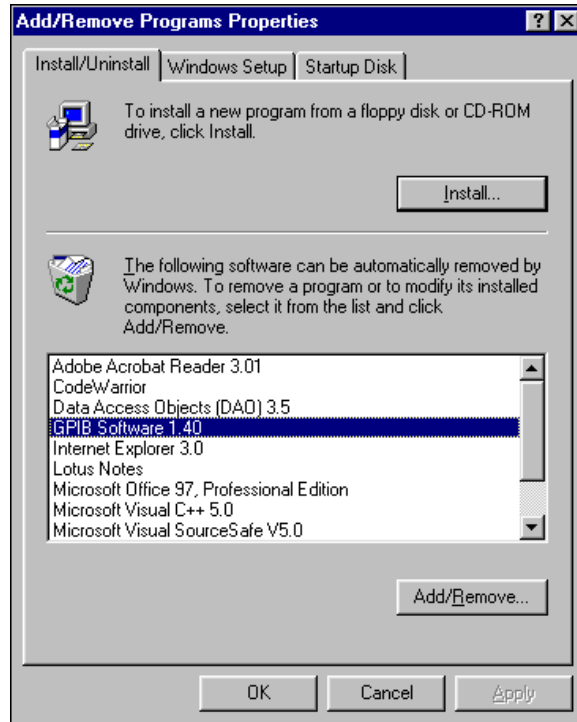 Add/Remove Programs Properties
? ×
Install/Uninstall Windows Setup Startup Disk
To install a new program from a floppy disk or CD-ROM
drive, click Install.
Install...
The following software can be automatically removed by
Windows. To remove a program or to modify its installed
components, select it from the list and click
Add/Remove.
Adobe Acrobat Reader 3.01
CodeWarrior
Data Access Objects (DAO) 3.5
GPIB Software 1.40
Internet Explorer 3.0
Lotus Notes
Microsoft Office 97, Professional Edition
Microsoft Visual C++ 5.0
Microsoft Visual SourceSafe V5.0
Add/Remove...
OK Cancel Apply